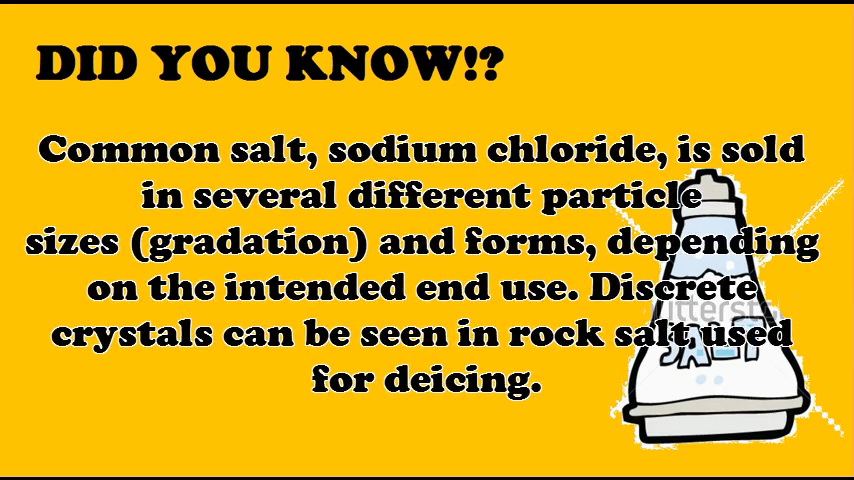 DID YOU KNOW!?
Common salt, sodium chloride, is sold
in several different particle
sizes (gradation) and forms, depending
on the intended end use. Discrete
crystals can be seen in rock salt used
for deicing.
SALT